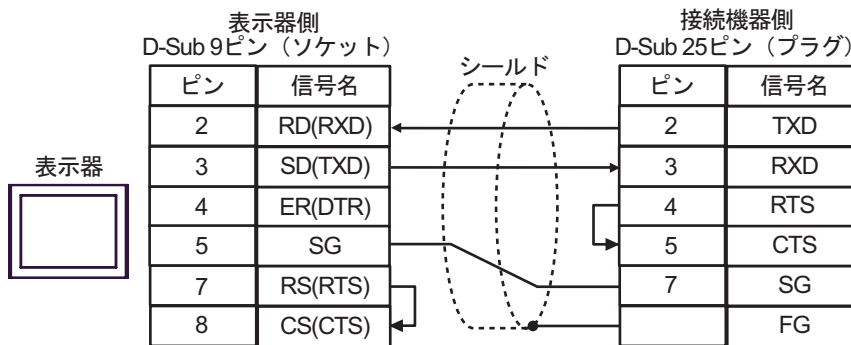 表示器側
D-Sub 9ピン（ソケット）
接続機器側
D-Sub 25ピン（プラグ）
シールド
表示器
ピン 信号名
2 RD(RXD)
3 SD(TXD)
4 ER(DTR)
5 SG
7 RS(RTS)
8 CS(CTS)
ピン 信号名
2 TXD
3 RXD
4 RTS
5 CTS
7 SG
FG